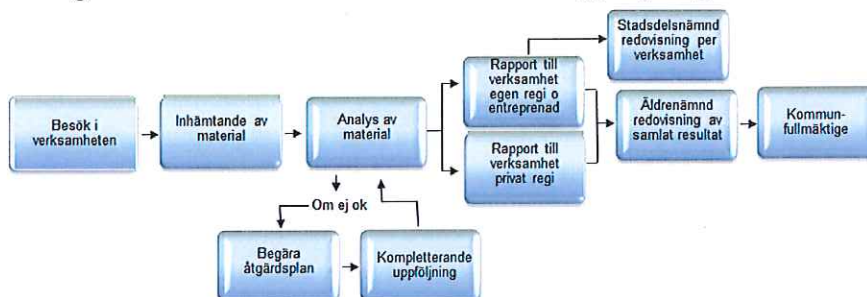 Besök i
verksamheten
Inhämtande av
material
Analys av
material
Om ej ok
Begära
åtgärdsplan
Kompletterande
uppföljning
Rapport till
verksamhet
egen regi o
entreprenad
Rapport till
verksamhet
privat regi
Stadsdelsnämnd
redovisning per
verksamhet
Äldrenämnd
redovisning av
samlat resultat
Kommun-
fullmäktige